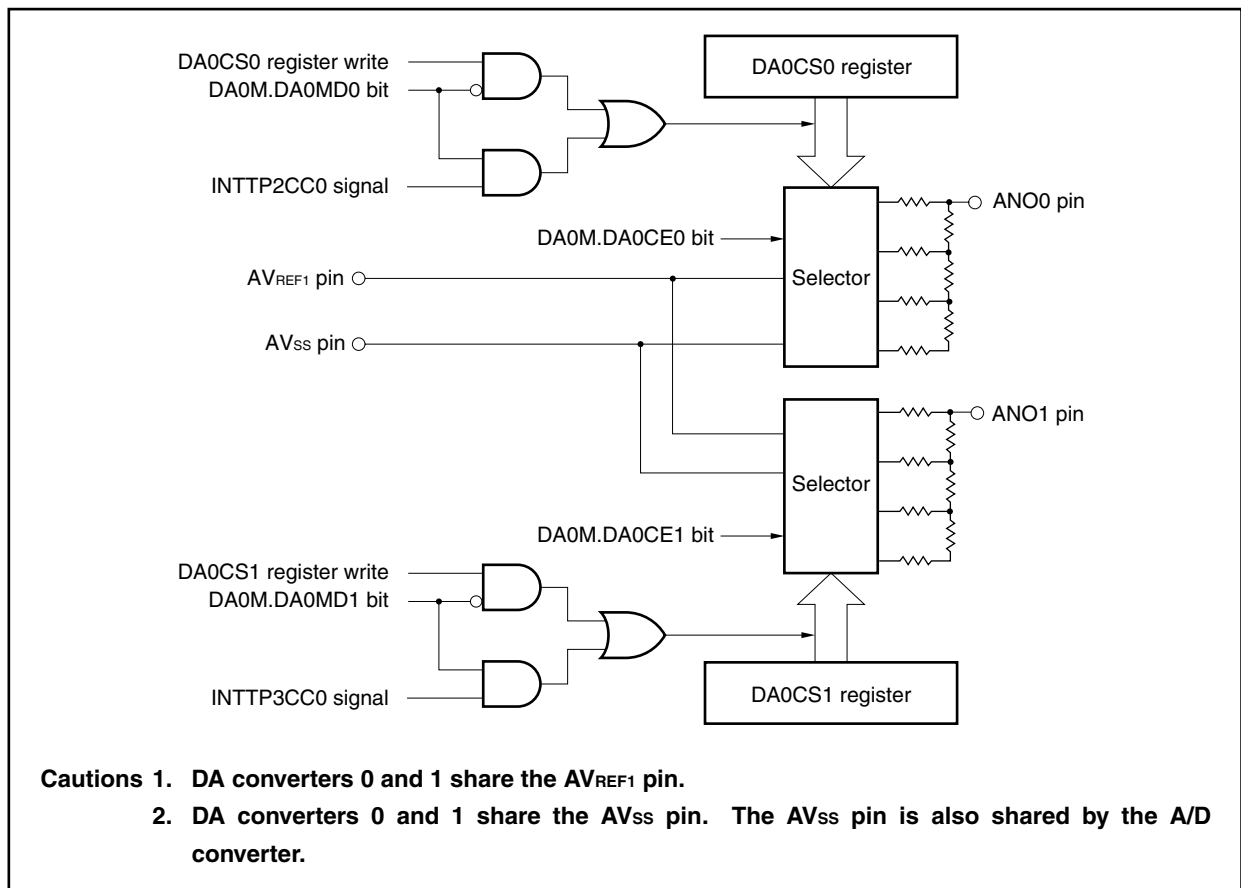 DA0CS0 register write
DA0M.DA0MD0 bit
DA0CS0 register
INTTP2CC0 signal
ANO0 pin
DA0M.DA0CE0 bit
AVREF1 pin
Selector
AVSS pin
ANO1 pin
Selector
DA0M.DA0CE1 bit
DA0CS1 register write
DA0M.DA0MD1 bit
INTTP3CC0 signal
DA0CS1 register
Cautions 1. DA converters 0 and 1 share the AVREF1 pin.
2. DA converters 0 and 1 share the AVSS pin. The AVSS pin is also shared by the A/D
converter.